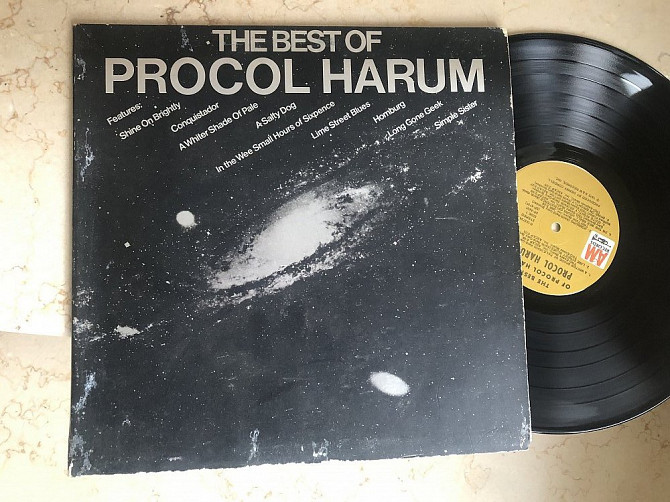 THE BEST OF
PROCOL HARUM
Features:
Shine On Brightly
Conquistador
A Whiter Shade Of Pale
A Salty Dog
In the Wee Small Hours of Sixpence
Lime Street Blues
Homburg
Long Gone Geek
Simple Sister
AM
RECORDS
THE BEST
OF PROCOL HARUM
PROCOL HARUM